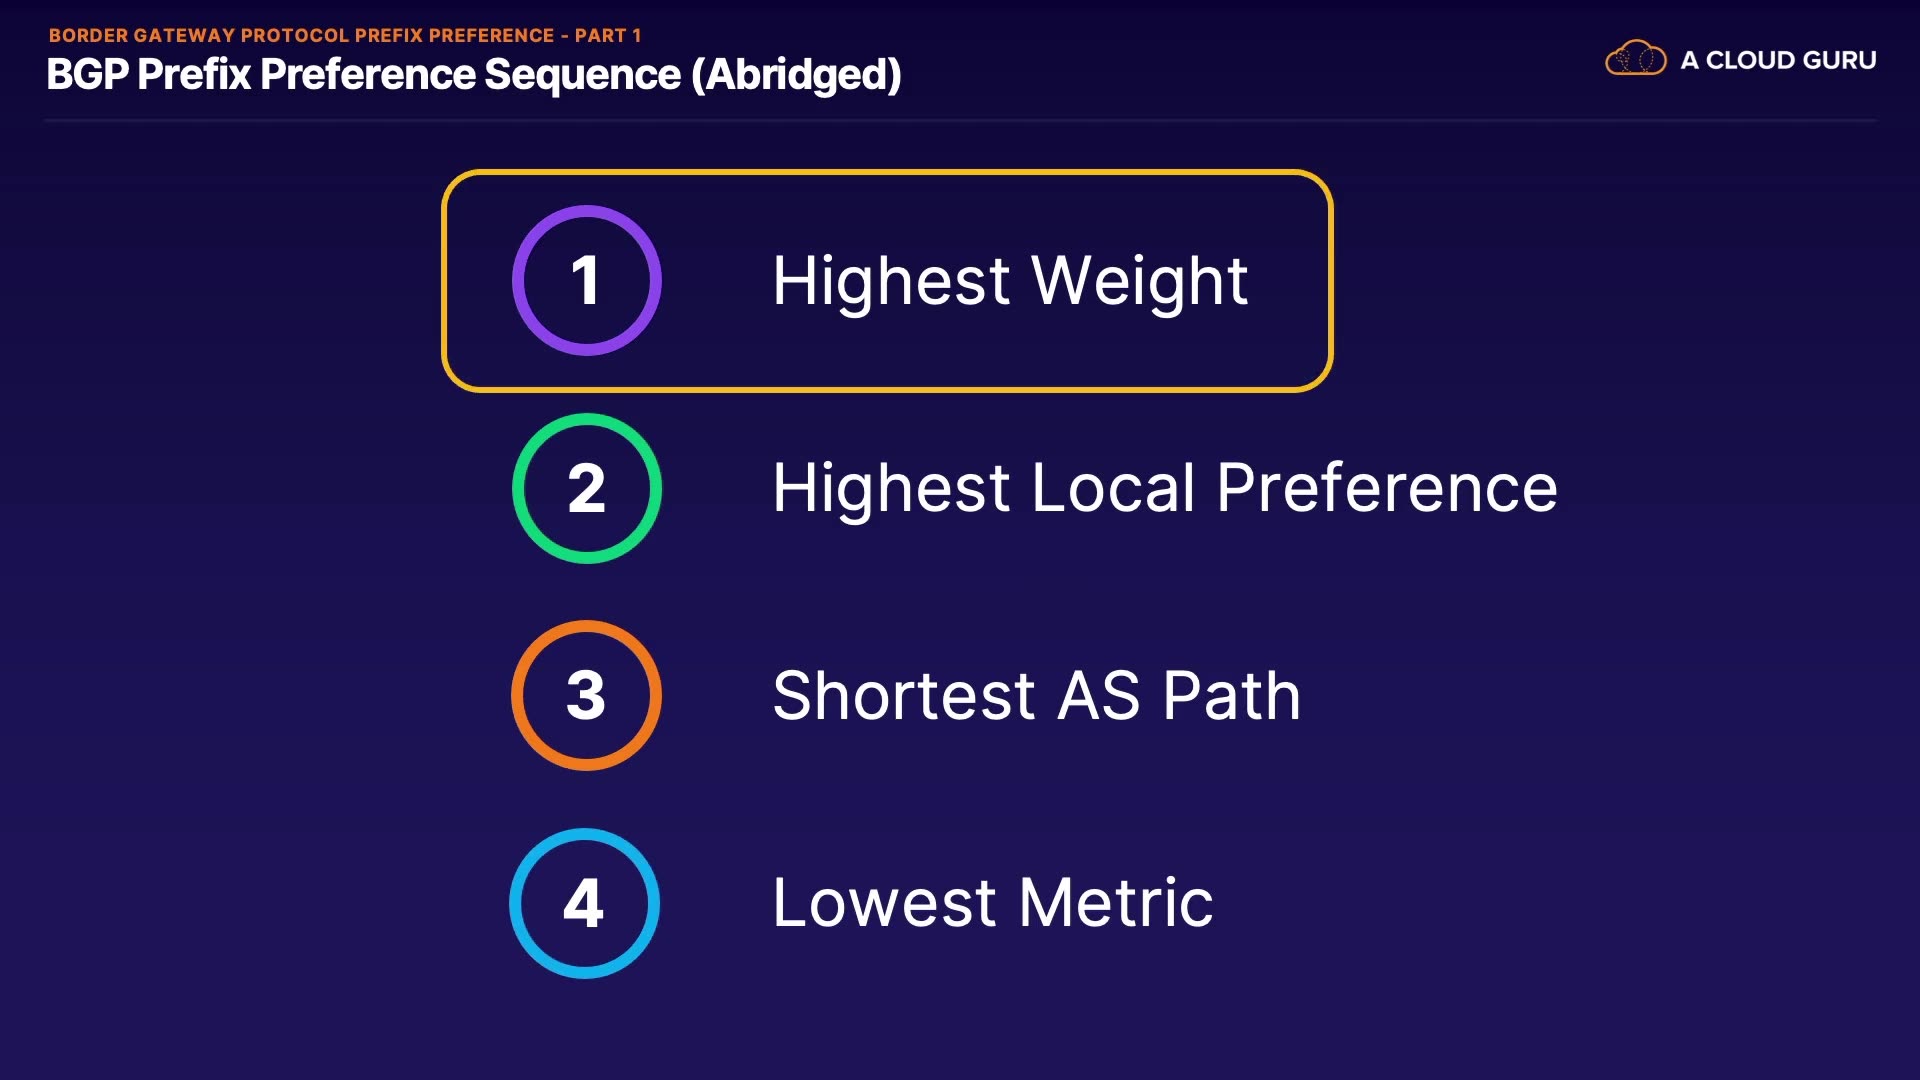 BORDER GATEWAY PROTOCOL PREFIX PREFERENCE - PART 1
BGP Prefix Preference Sequence (Abridged)
A CLOUD GURU
1 Highest Weight
2 Highest Local Preference
3 Shortest AS Path
4 Lowest Metric